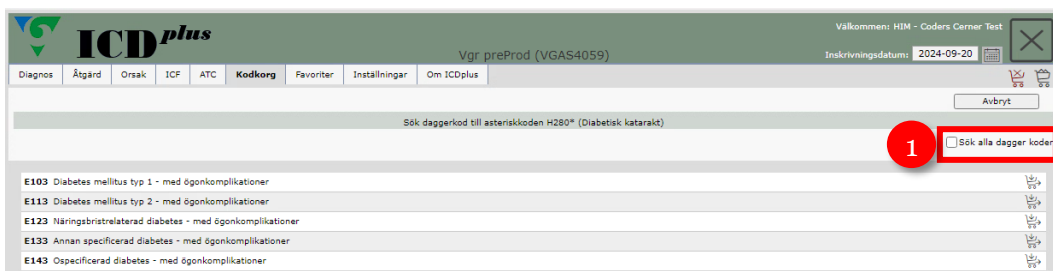 ICD plus
Välkommen: HIM - Coders Cerner Test
Vgr preProd (VGAS4059)
Inskrivningsdatum: 2024-09-20
Diagnos Åtgärd Orsak ICF ATC Kodkorg Favoriter Inställningar Om ICDplus
Avbryt
Sök daggerkod till asteriskkoden H280* (Diabetisk katarakt)
1
Sök alla dagger koder
E103 Diabetes mellitus typ 1 - med ögonkomplikationer
E113 Diabetes mellitus typ 2 - med ögonkomplikationer
E123 Näringsbristrelaterad diabetes - med ögonkomplikationer
E133 Annan specificerad diabetes - med ögonkomplikationer
E143 Ospecificerad diabetes - med ögonkomplikationer